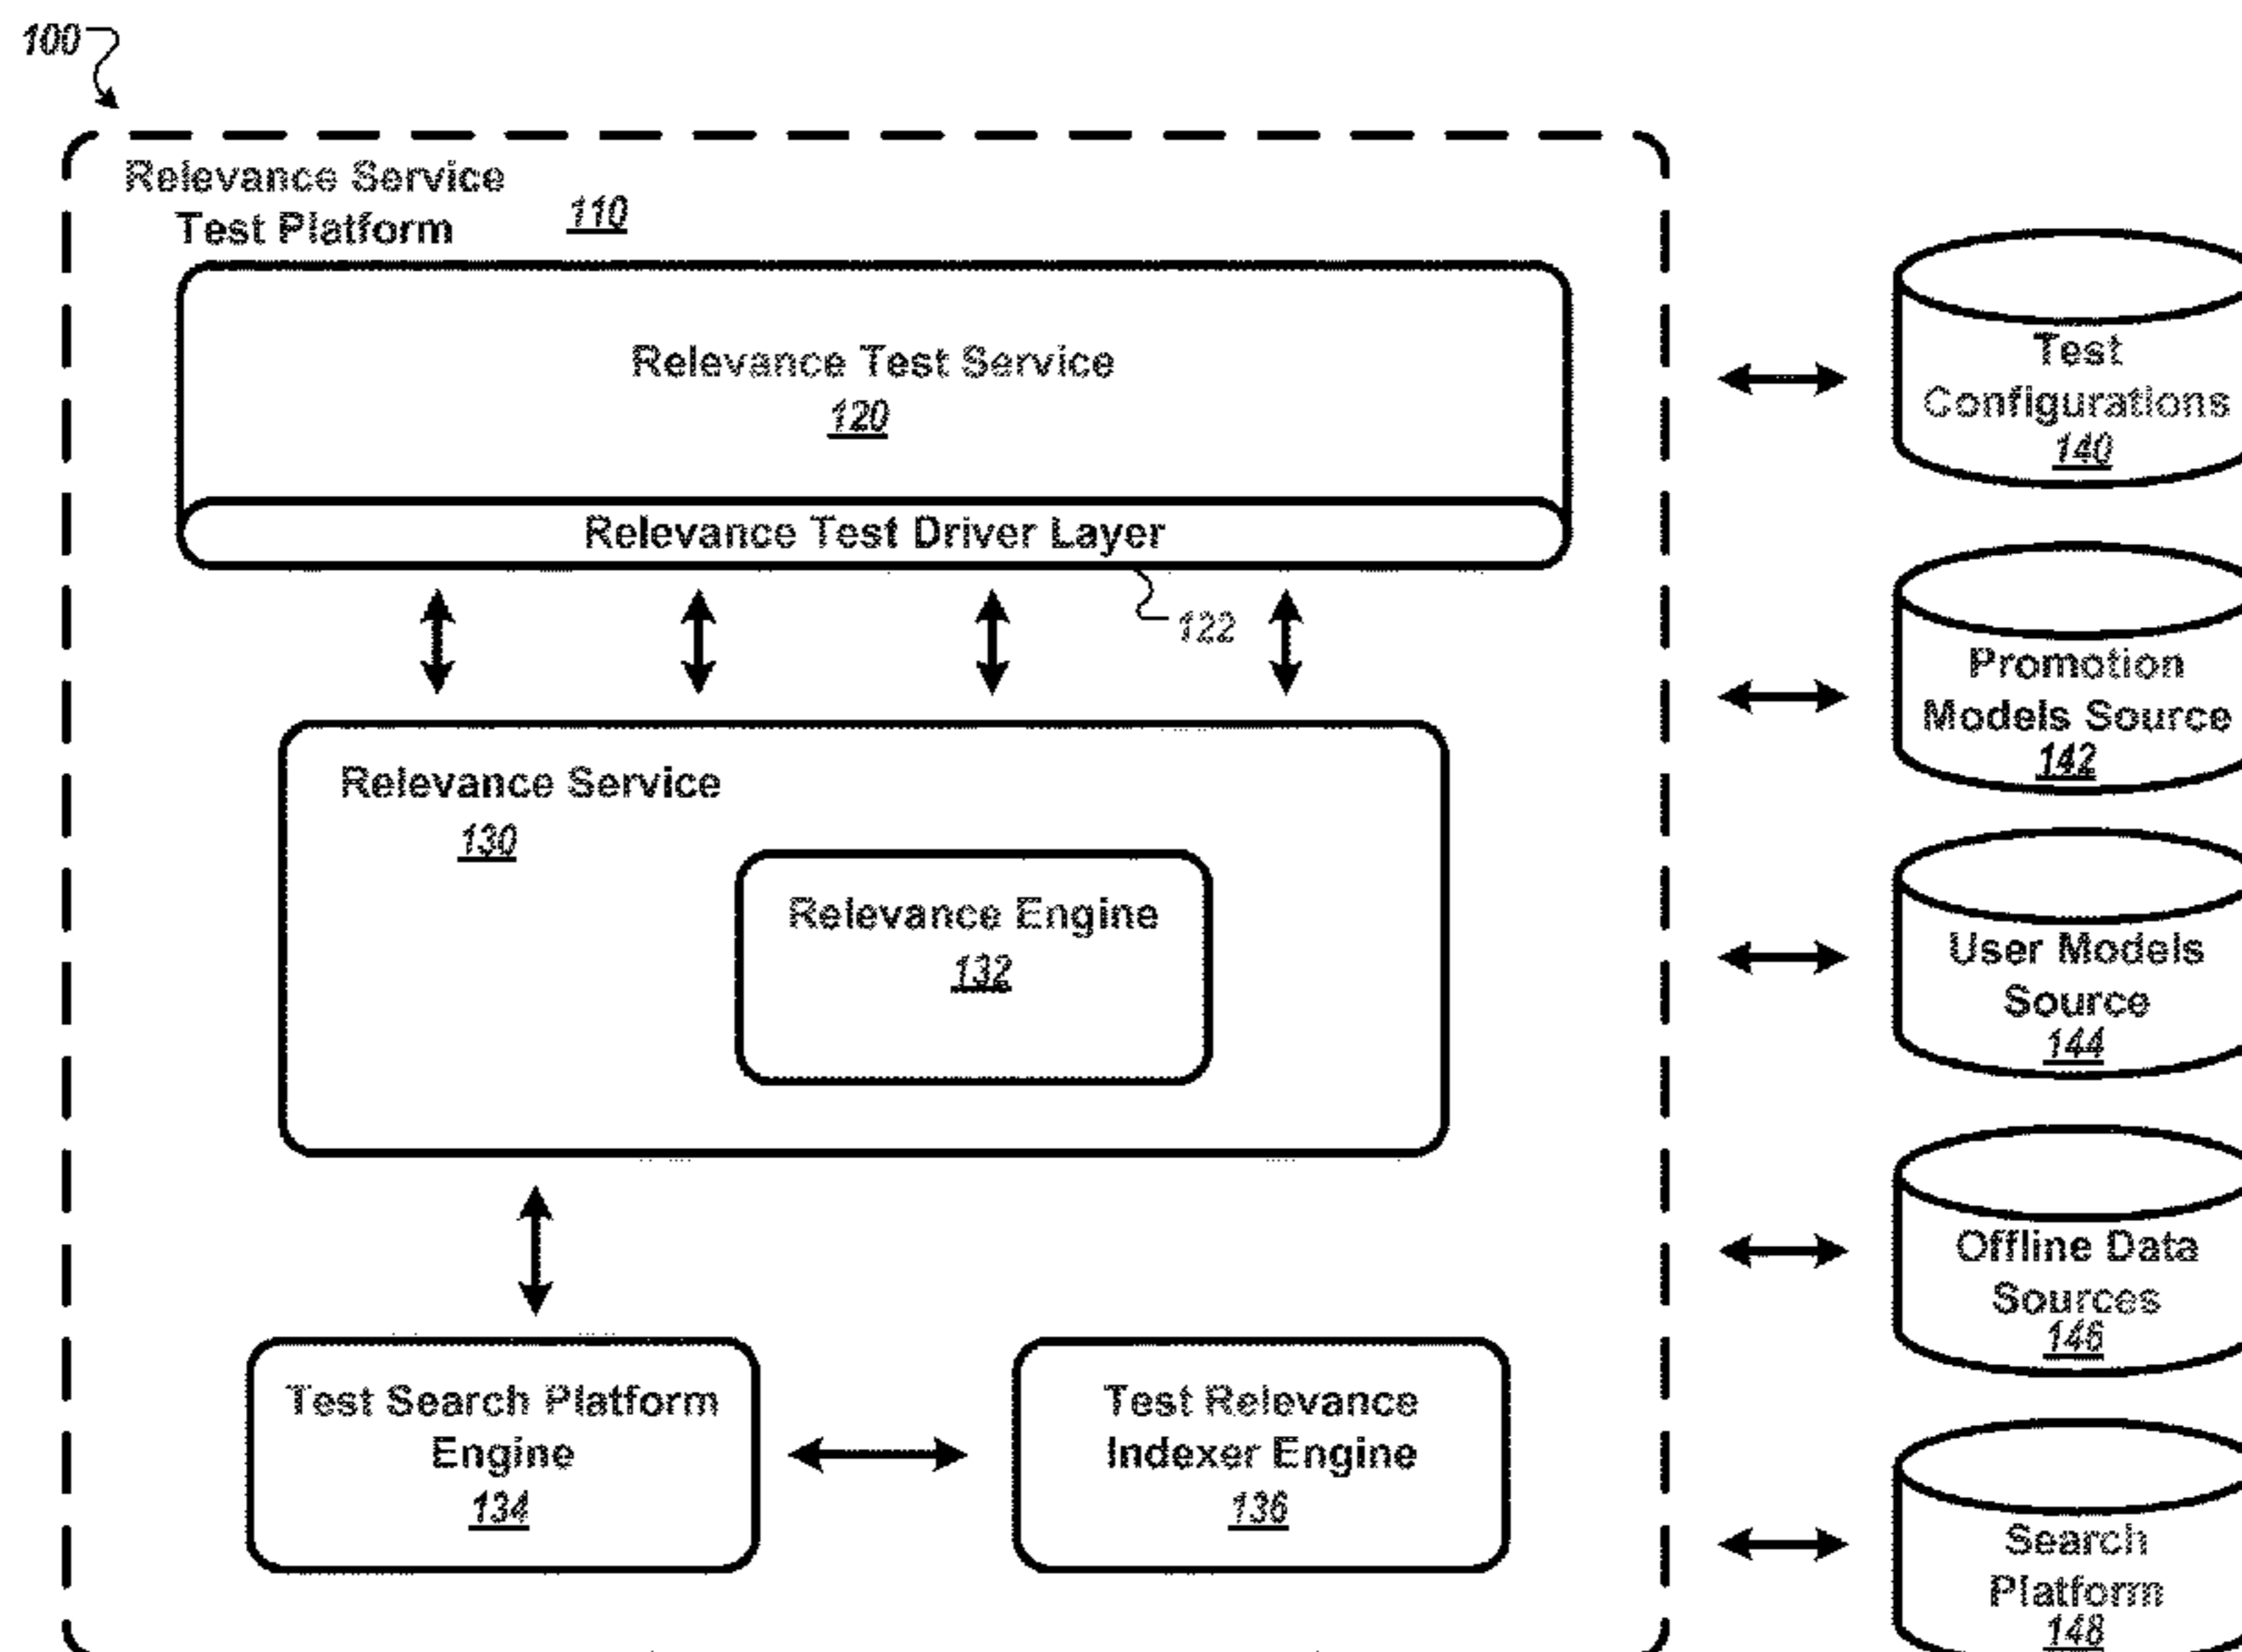 100
Relevance Service
Test Platform
110
Relevance Test Service
120
Relevance Test Driver Layer
122
Relevance Service
130
Relevance Engine
132
Test Search Platform
Engine
134
Test Relevance
Indexer Engine
136
Test
Configurations
140
Promotion
Models Source
142
User Models
Source
144
Offline Data
Sources
146
Search
Platform
148